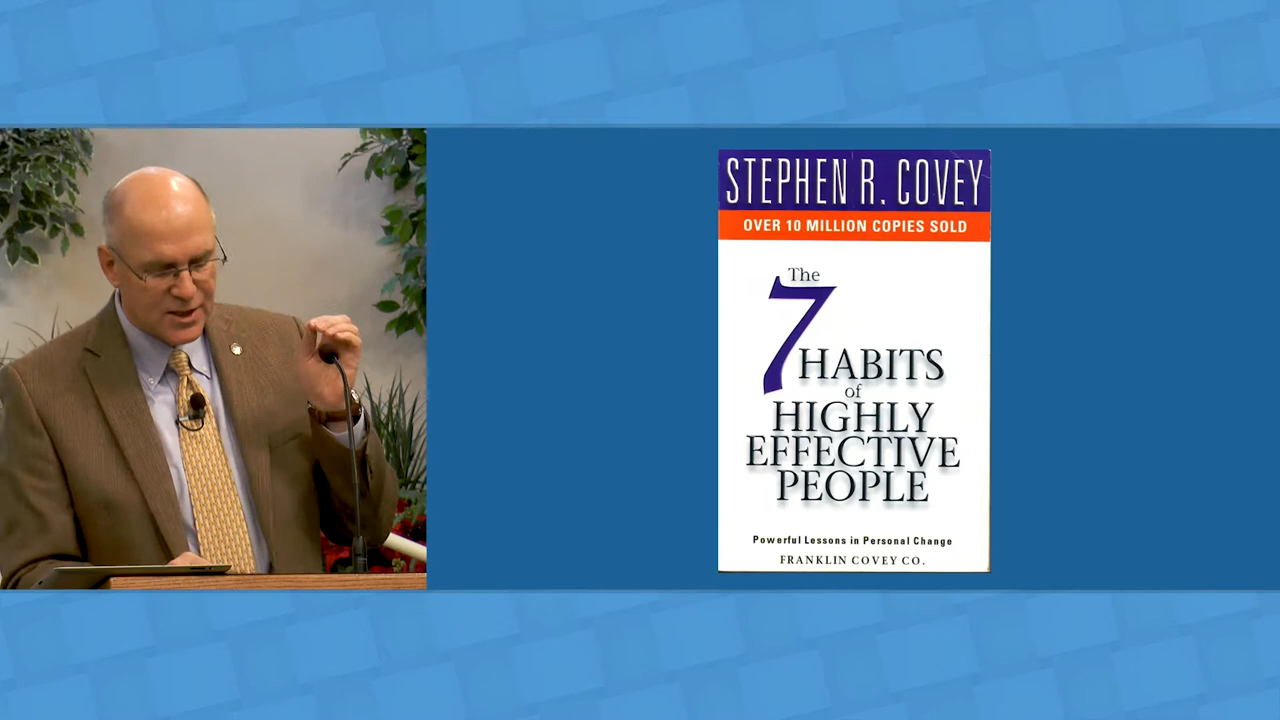 STEPHEN R. COVEY
OVER 10 MILLION COPIES SOLD
The
7
HABITS
of
HIGHLY
EFFECTIVE
PEOPLE
Powerful Lessons in Personal Change
FRANKLIN COVEY CO.